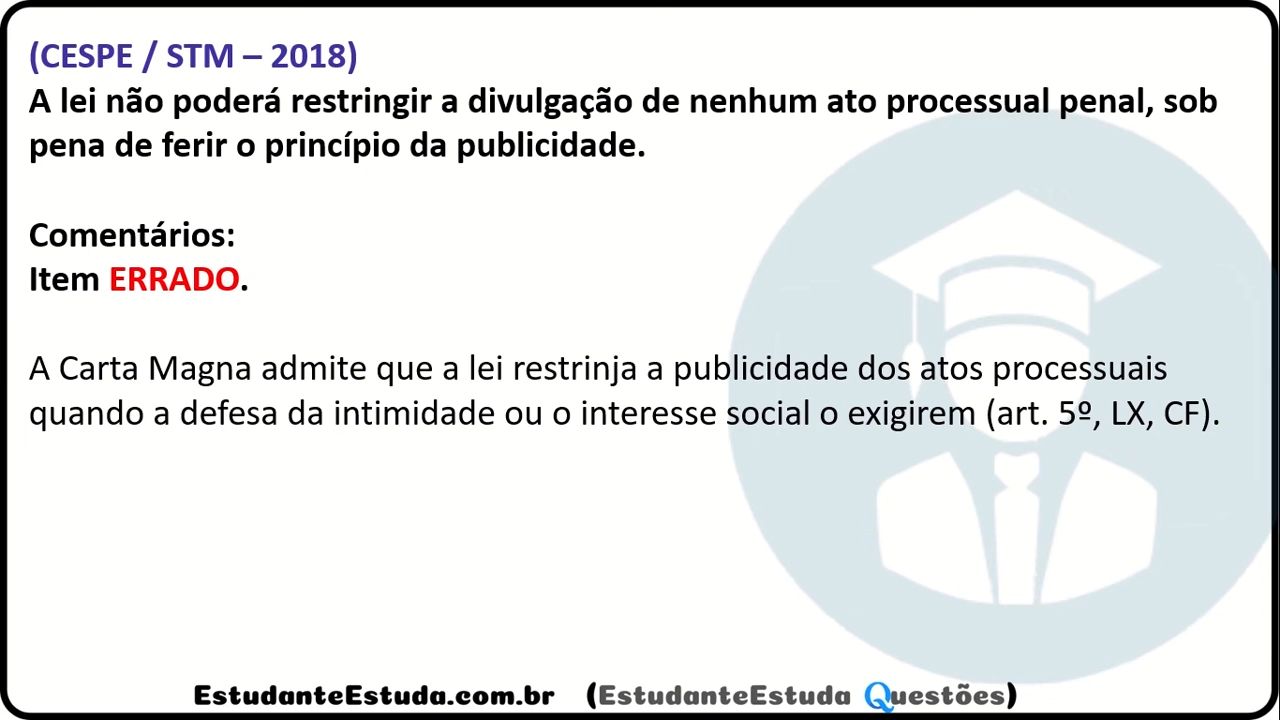 (CESPE / STM – 2018)
A lei não poderá restringir a divulgação de nenhum ato processual penal, sob
pena de ferir o princípio da publicidade.
Comentários:
Item ERRADO.
A Carta Magna admite que a lei restrinja a publicidade dos atos processuais
quando a defesa da intimidade ou o interesse social o exigirem (art. 5º, LX, CF).
EstudanteEstuda.com.br (EstudanteEstuda Questões)